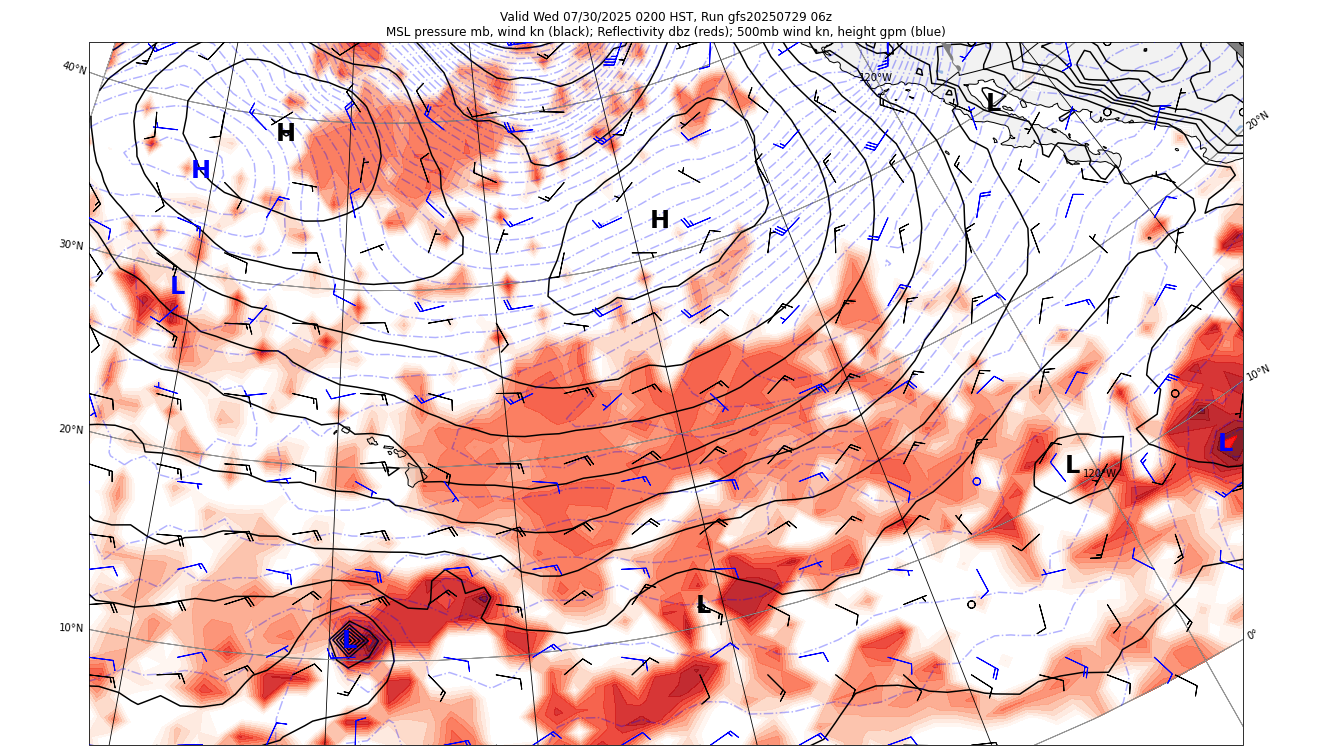 Valid Wed 07/30/2025 0200 HST, Run gfs20250729 06z
MSL pressure mb, wind kn (black); Reflectivity dbz (reds); 500mb wind kn, height gpm (blue)
40°N
120°W
L
20°N
H
H
H
30°N
L
10°N
20°N
L
L
120°W
L
10°N
L
0°